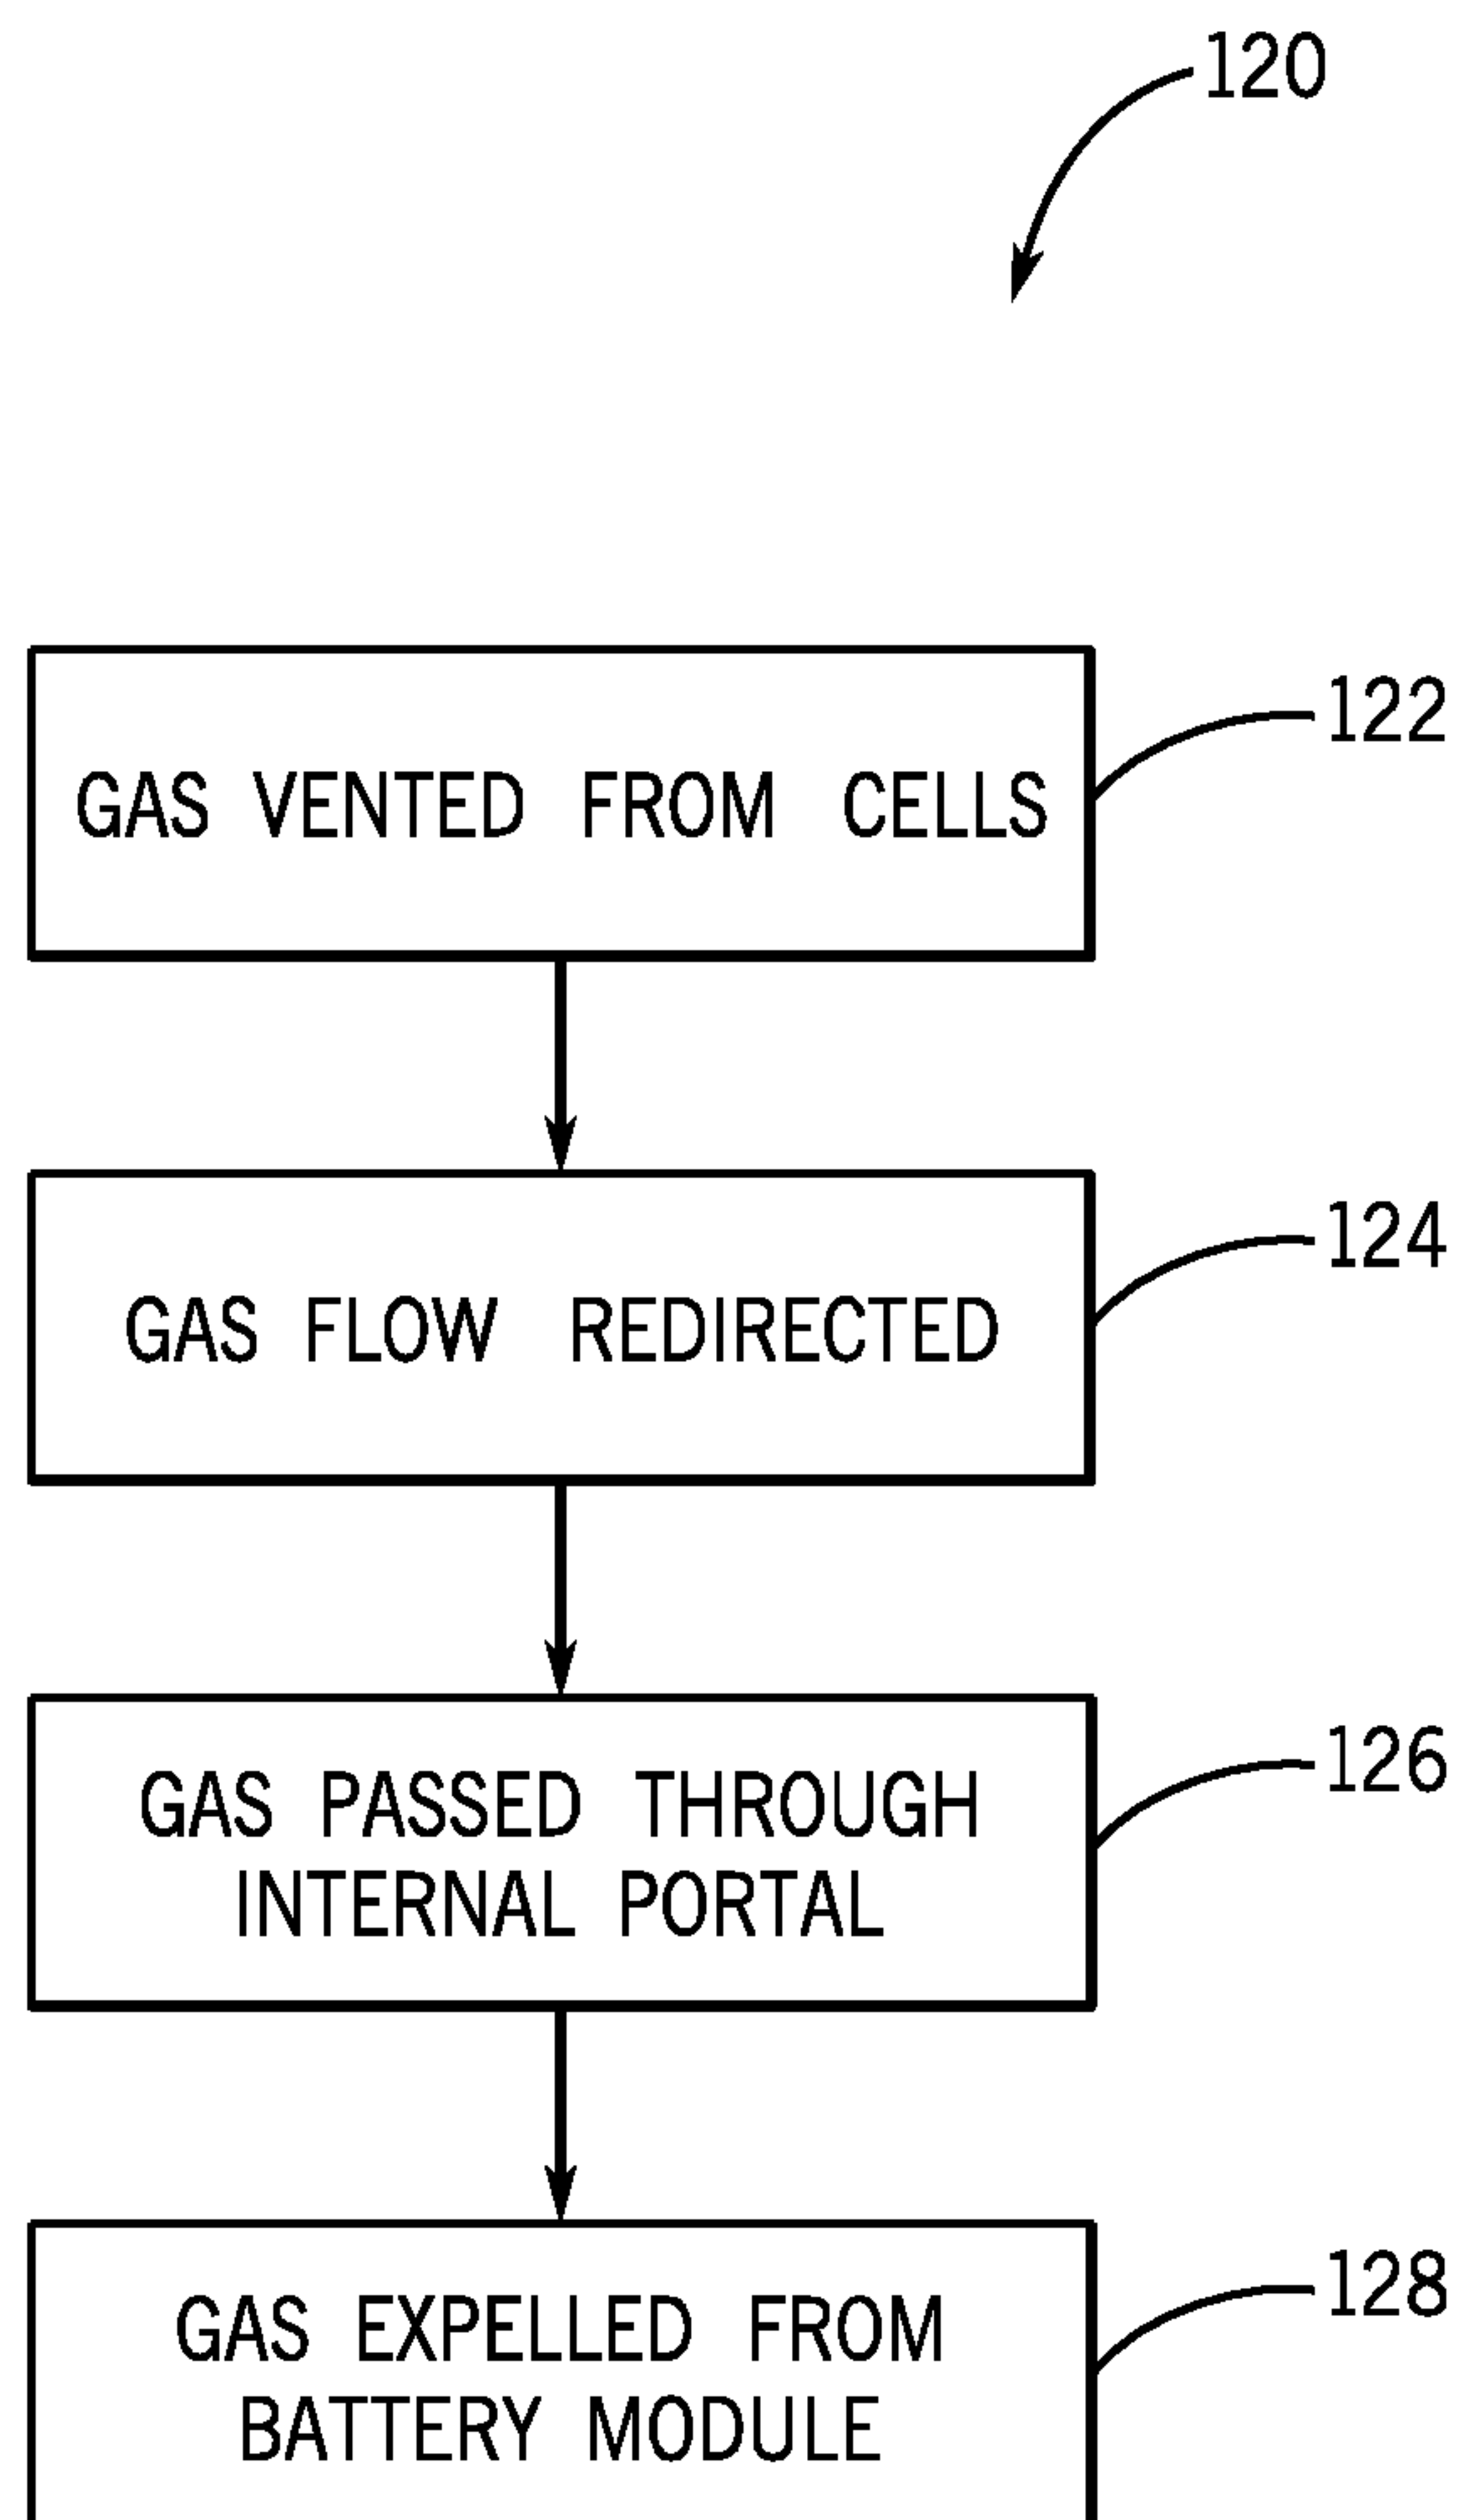 120
122
GAS VENTED FROM CELLS
124
GAS FLOW REDIRECTED
126
GAS PASSED THROUGH
INTERNAL PORTAL
128
GAS EXPELLED FROM
BATTERY MODULE